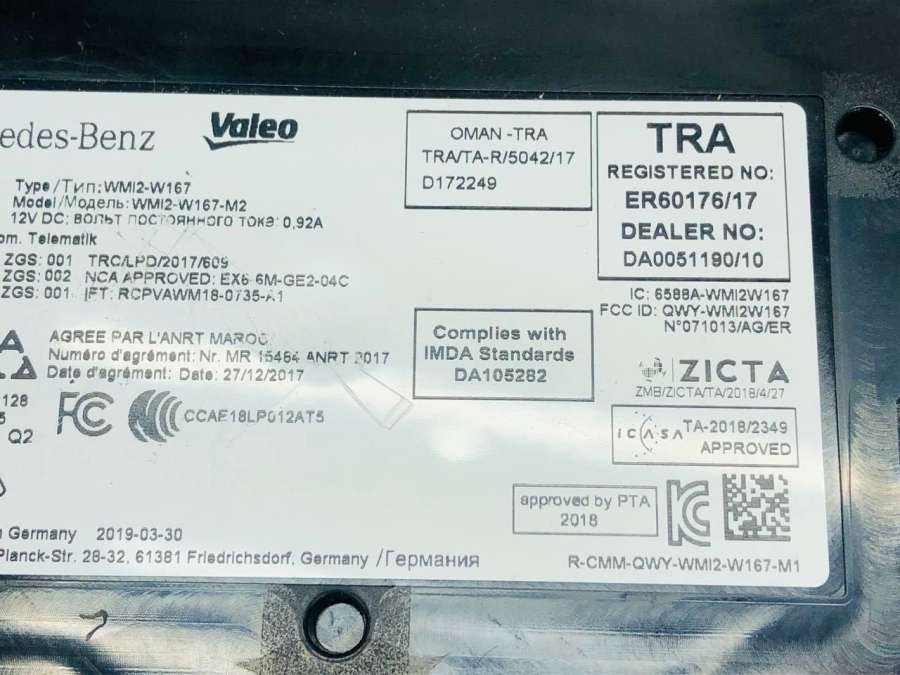 edes-Benz
Valeo
Type/Тип: WMI2-W167
Model/Модель: WMI2-W167-M2
12V DC: вольт постоянного тока: 0,92A
om. Telematik
ZGS: 001 TRC/LPD/2017/609
ZGS: 002 NCA APPROVED: EX6 6M-GE2-04C
ZGS: 001 IFT: RCPVAWM18-0735-A1
OMAN -TRA
TRA/TA-R/5042/17
D172249
TRA
REGISTERED NO:
ER60176/17
DEALER NO:
DA0051190/10
IC: 6588A-WMI2W167
FCC ID: QWY-WMI2W167
N°071013/AG/ER
AGREE PAR L'ANRT MAROC
Numéro d'agrément: Nr. MR 15464 ANRT 2017
Date d'agrément: Date: 27/12/2017
Complies with
IMDA Standards
DA105282
ZICTA
ZMB/ZICTA/TA/2018/4/27
128
5
Q2
FC
CCAE18LP012AT5
ICASA TA-2018/2349
APPROVED
approved by PTA
2018
n Germany 2019-03-30
Planck-Str. 28-32, 61381 Friedrichsdorf, Germany /Германия
R-CMM-QWY-WMI2-W167-M1